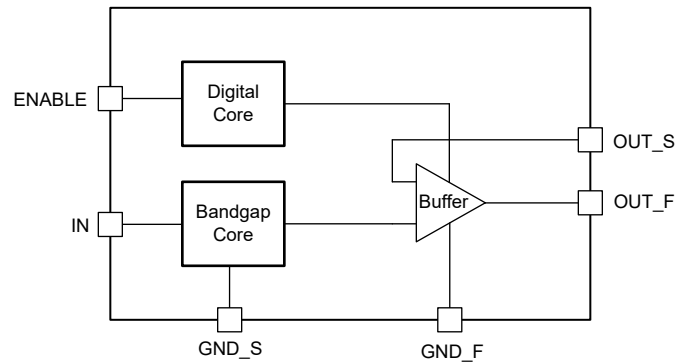 Digital
Core
ENABLE
OUT_S
Bandgap
Core
Buffer
OUT_F
IN
GND_S
GND_F